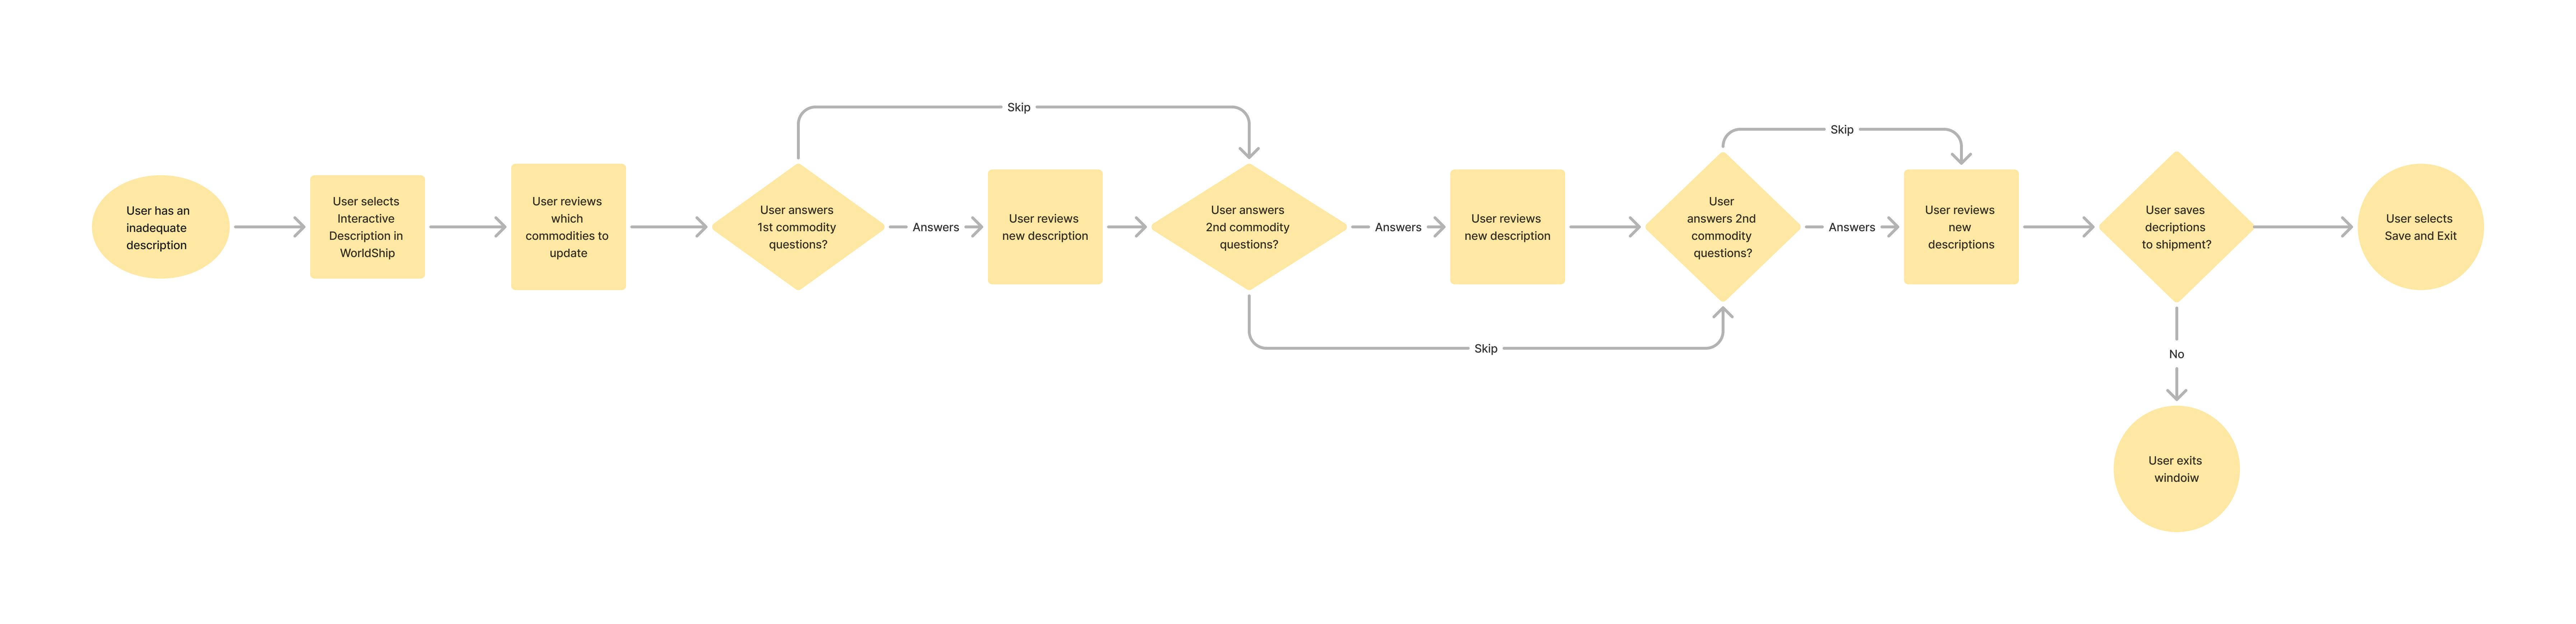 User has an
inadequate
description
User selects
Interactive
Description in
WorldShip
User reviews
which
commodities to
update
User answers
1st commodity
questions?
Skip
Answers
User reviews
new description
User answers
2nd commodity
questions?
Skip
Answers
User reviews
new description
User
answers 2nd
commodity
questions?
Skip
Answers
User reviews
new
descriptions
User saves
decriptions
to shipment?
No
User exits
windoiw
User selects
Save and Exit